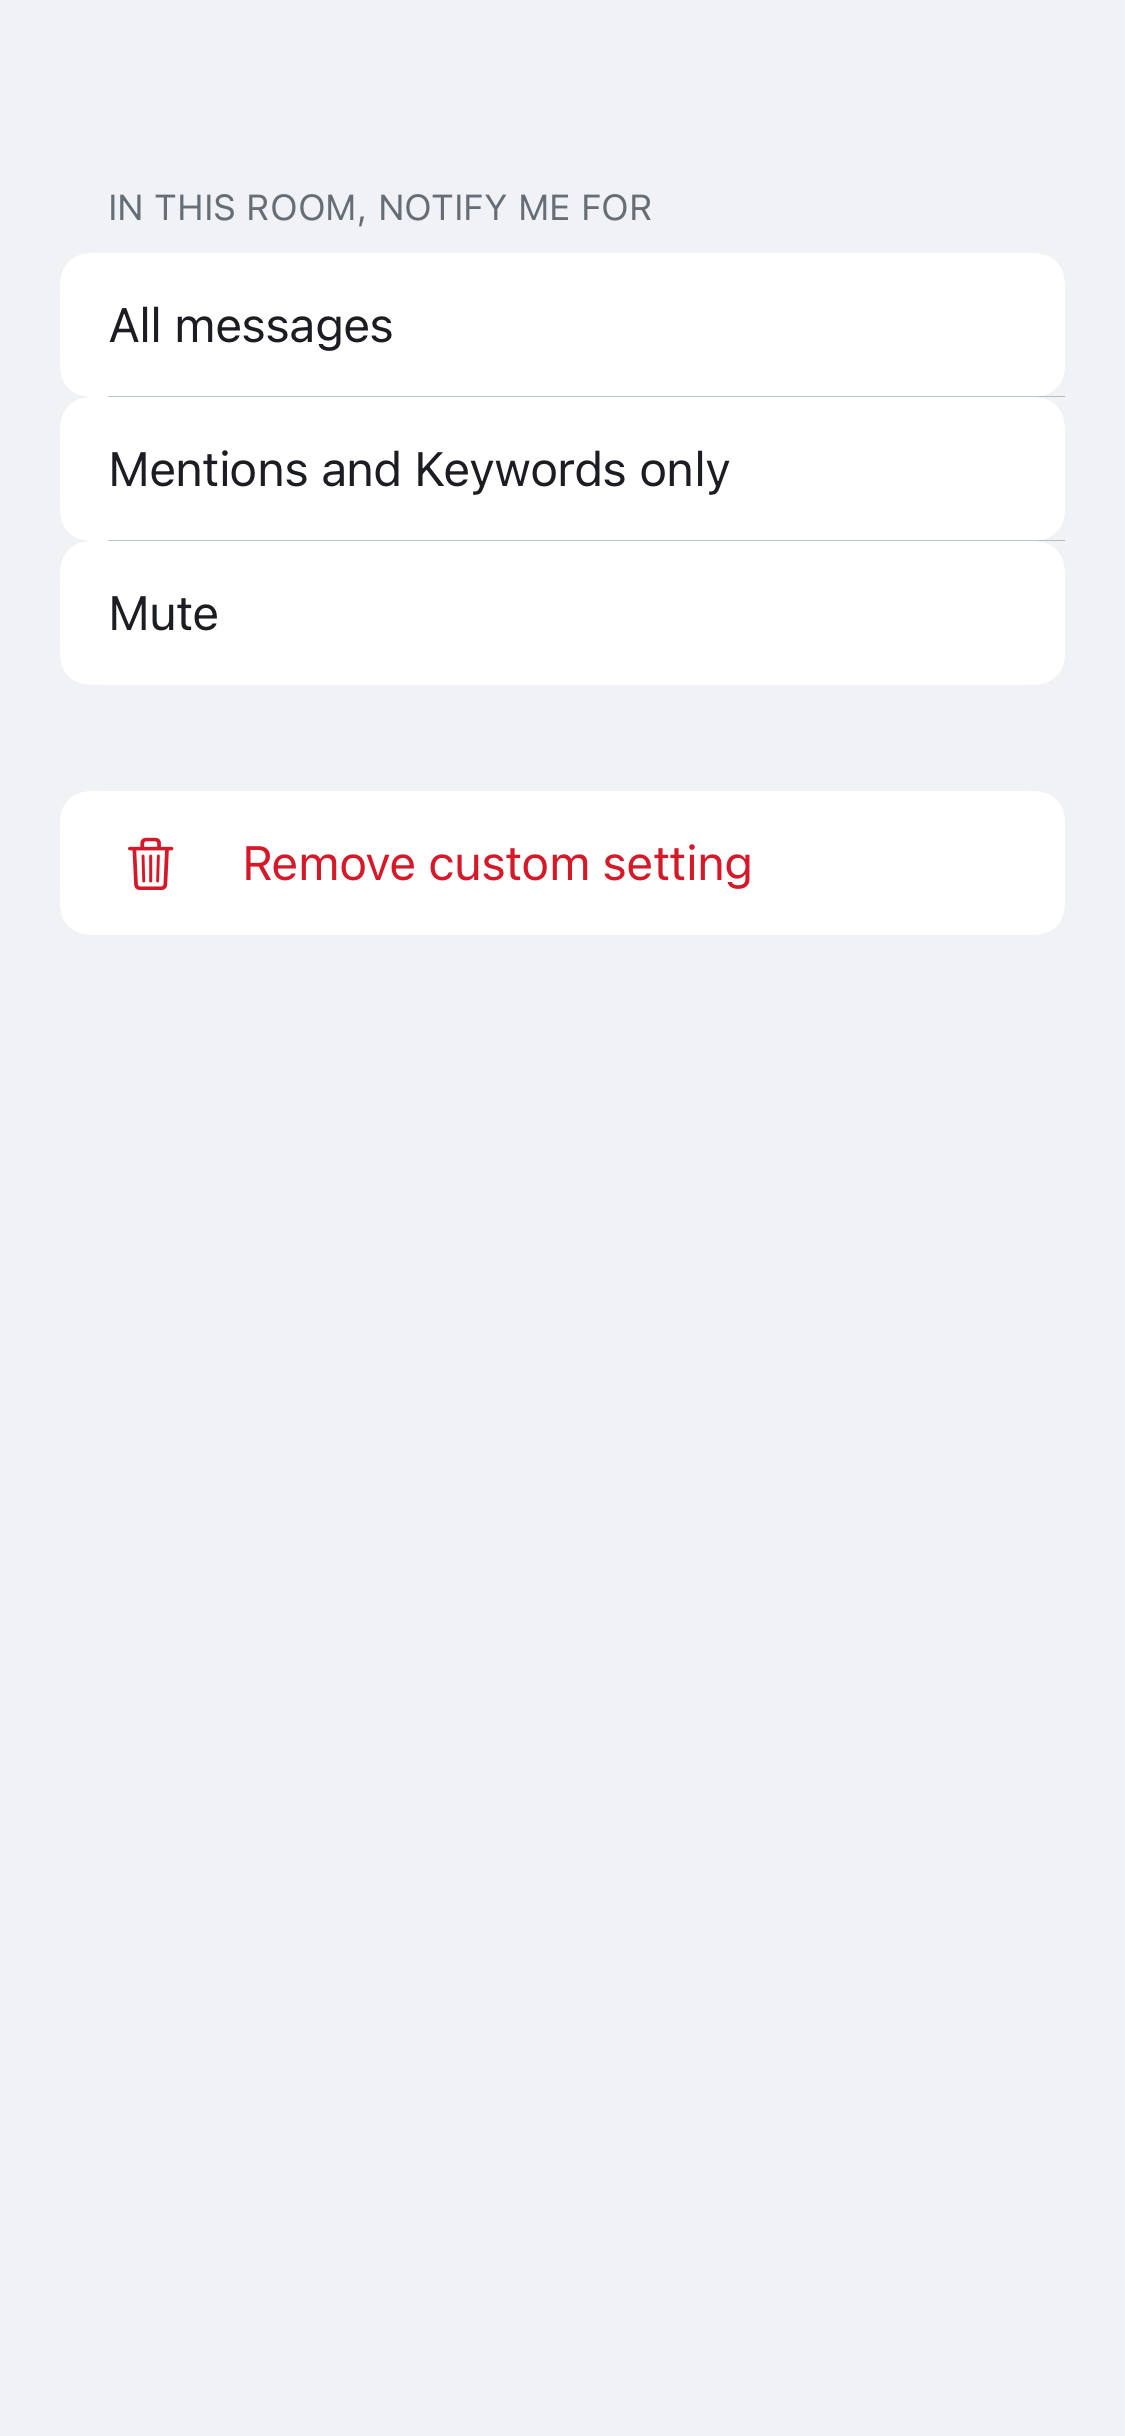 IN THIS ROOM, NOTIFY ME FOR
All messages
Mentions and Keywords only
Mute
Remove custom setting